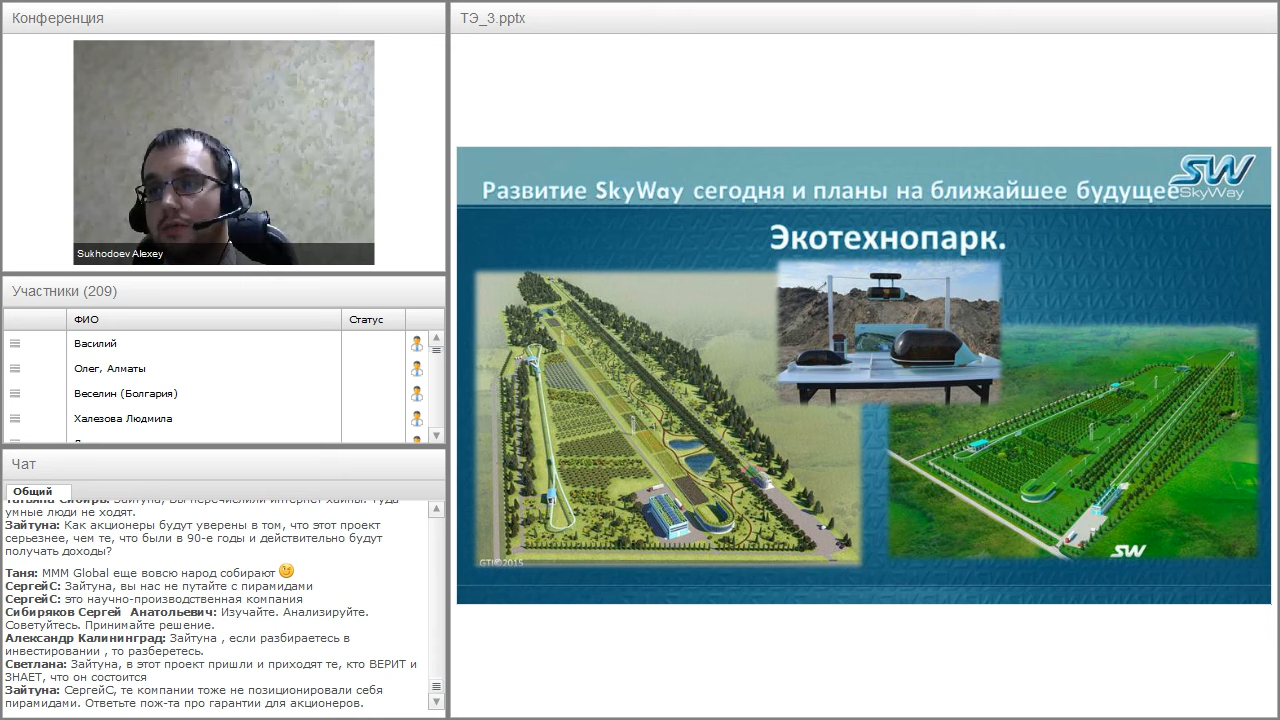 Конференция
Sukhodoev Alexey
Участники (209)
ФИО
Статус
Василий
Олег, Алматы
Веселин (Болгария)
Халезова Людмила
Чат
Общий
умные люди не ходят.
Зайтуна: Как акционеры будут уверены в том, что этот проект
серьезнее, чем те, что были в 90-е годы и действительно будут
получать доходы?
Таня: МММ Global еще вовсю народ собирают
СергейС: Зайтуна, вы нас не путайте с пирамидами
СергейС: это научно-производственная компания
Сибиряков Сергей Анатольевич: Изучайте. Анализируйте.
Советуйтесь. Принимайте решение.
Александр Калининград: Зайтуна , если разбираетесь в
инвестировании , то разберетесь.
Светлана: Зайтуна, в этот проект пришли и приходят те, кто ВЕРИТ и
ЗНАЕТ, что он состоится
Зайтуна: СергейС, те компании тоже не позиционировали себя
пирамидами. Ответьте пож-та про гарантии для акционеров.
ТЭ_3.pptx
Развитие SkyWay сегодня и планы на ближайшее будущее
SW
SkyWay
Экотехнопарк.
GTI©2015
SW